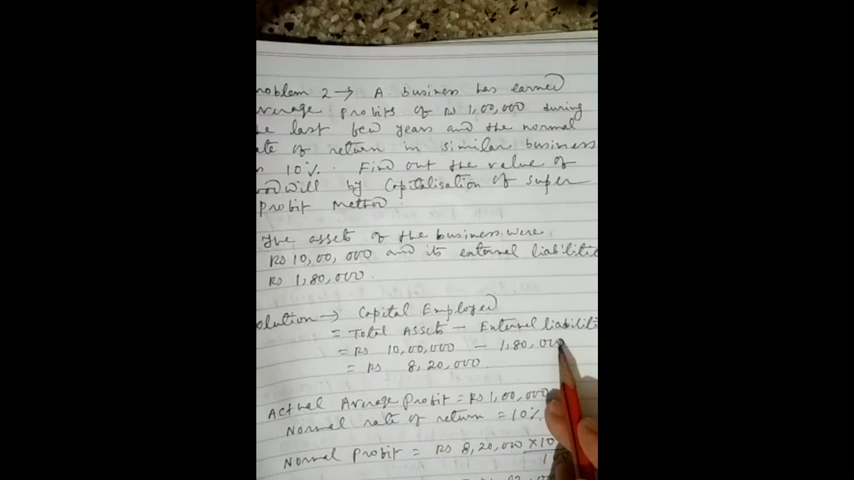 roblem 2 → A business has earned
verage profits of Rs 1,00,000 during
e last few years and the normal
ate of return in similar business
10%. Find out the value of
oodwill by Capitalisation of super
Profit Method.
The assets of the business were
Rs 10,00,000 and its external liabilitie
Rs 1,80,000.
olution → Capital Employed
= Total Assets - External liabiliti
= Rs 10,00,000 - 1,80,000
= Rs 8,20,000.
Actual Average Profit = Rs 1,00,000
Normal rate of return = 10%
Normal Profit = Rs 8,20,000 × 10